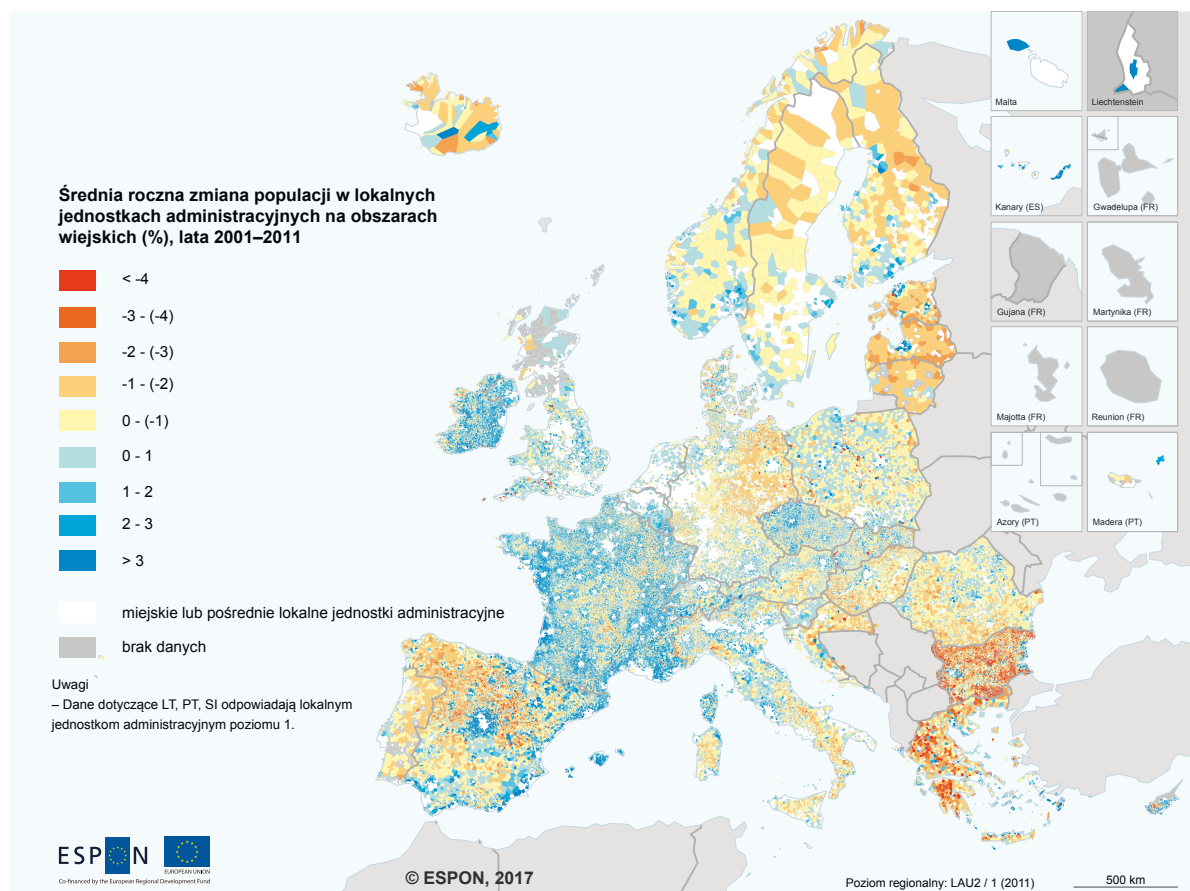 Średnia roczna zmiana populacji w lokalnych
jednostkach administracyjnych na obszarach
wiejskich (%), lata 2001–2011
< -4
-3 - (-4)
-2 - (-3)
-1 - (-2)
0 - (-1)
0 - 1
1 - 2
2 - 3
> 3
miejskie lub pośrednie lokalne jednostki administracyjne
brak danych
Uwagi
– Dane dotyczące LT, PT, SI odpowiadają lokalnym
jednostkom administracyjnym poziomu 1.
Malta
Liechtenstein
Kanary (ES)
Gwadelupa (FR)
Gujana (FR)
Martynika (FR)
Majotta (FR)
Reunion (FR)
Azory (PT)
Madera (PT)
ESPON
EUROPEAN UNION
Co-financed by the European Regional Development Fund
© ESPON, 2017
Poziom regionalny: LAU2 / 1 (2011)
500 km